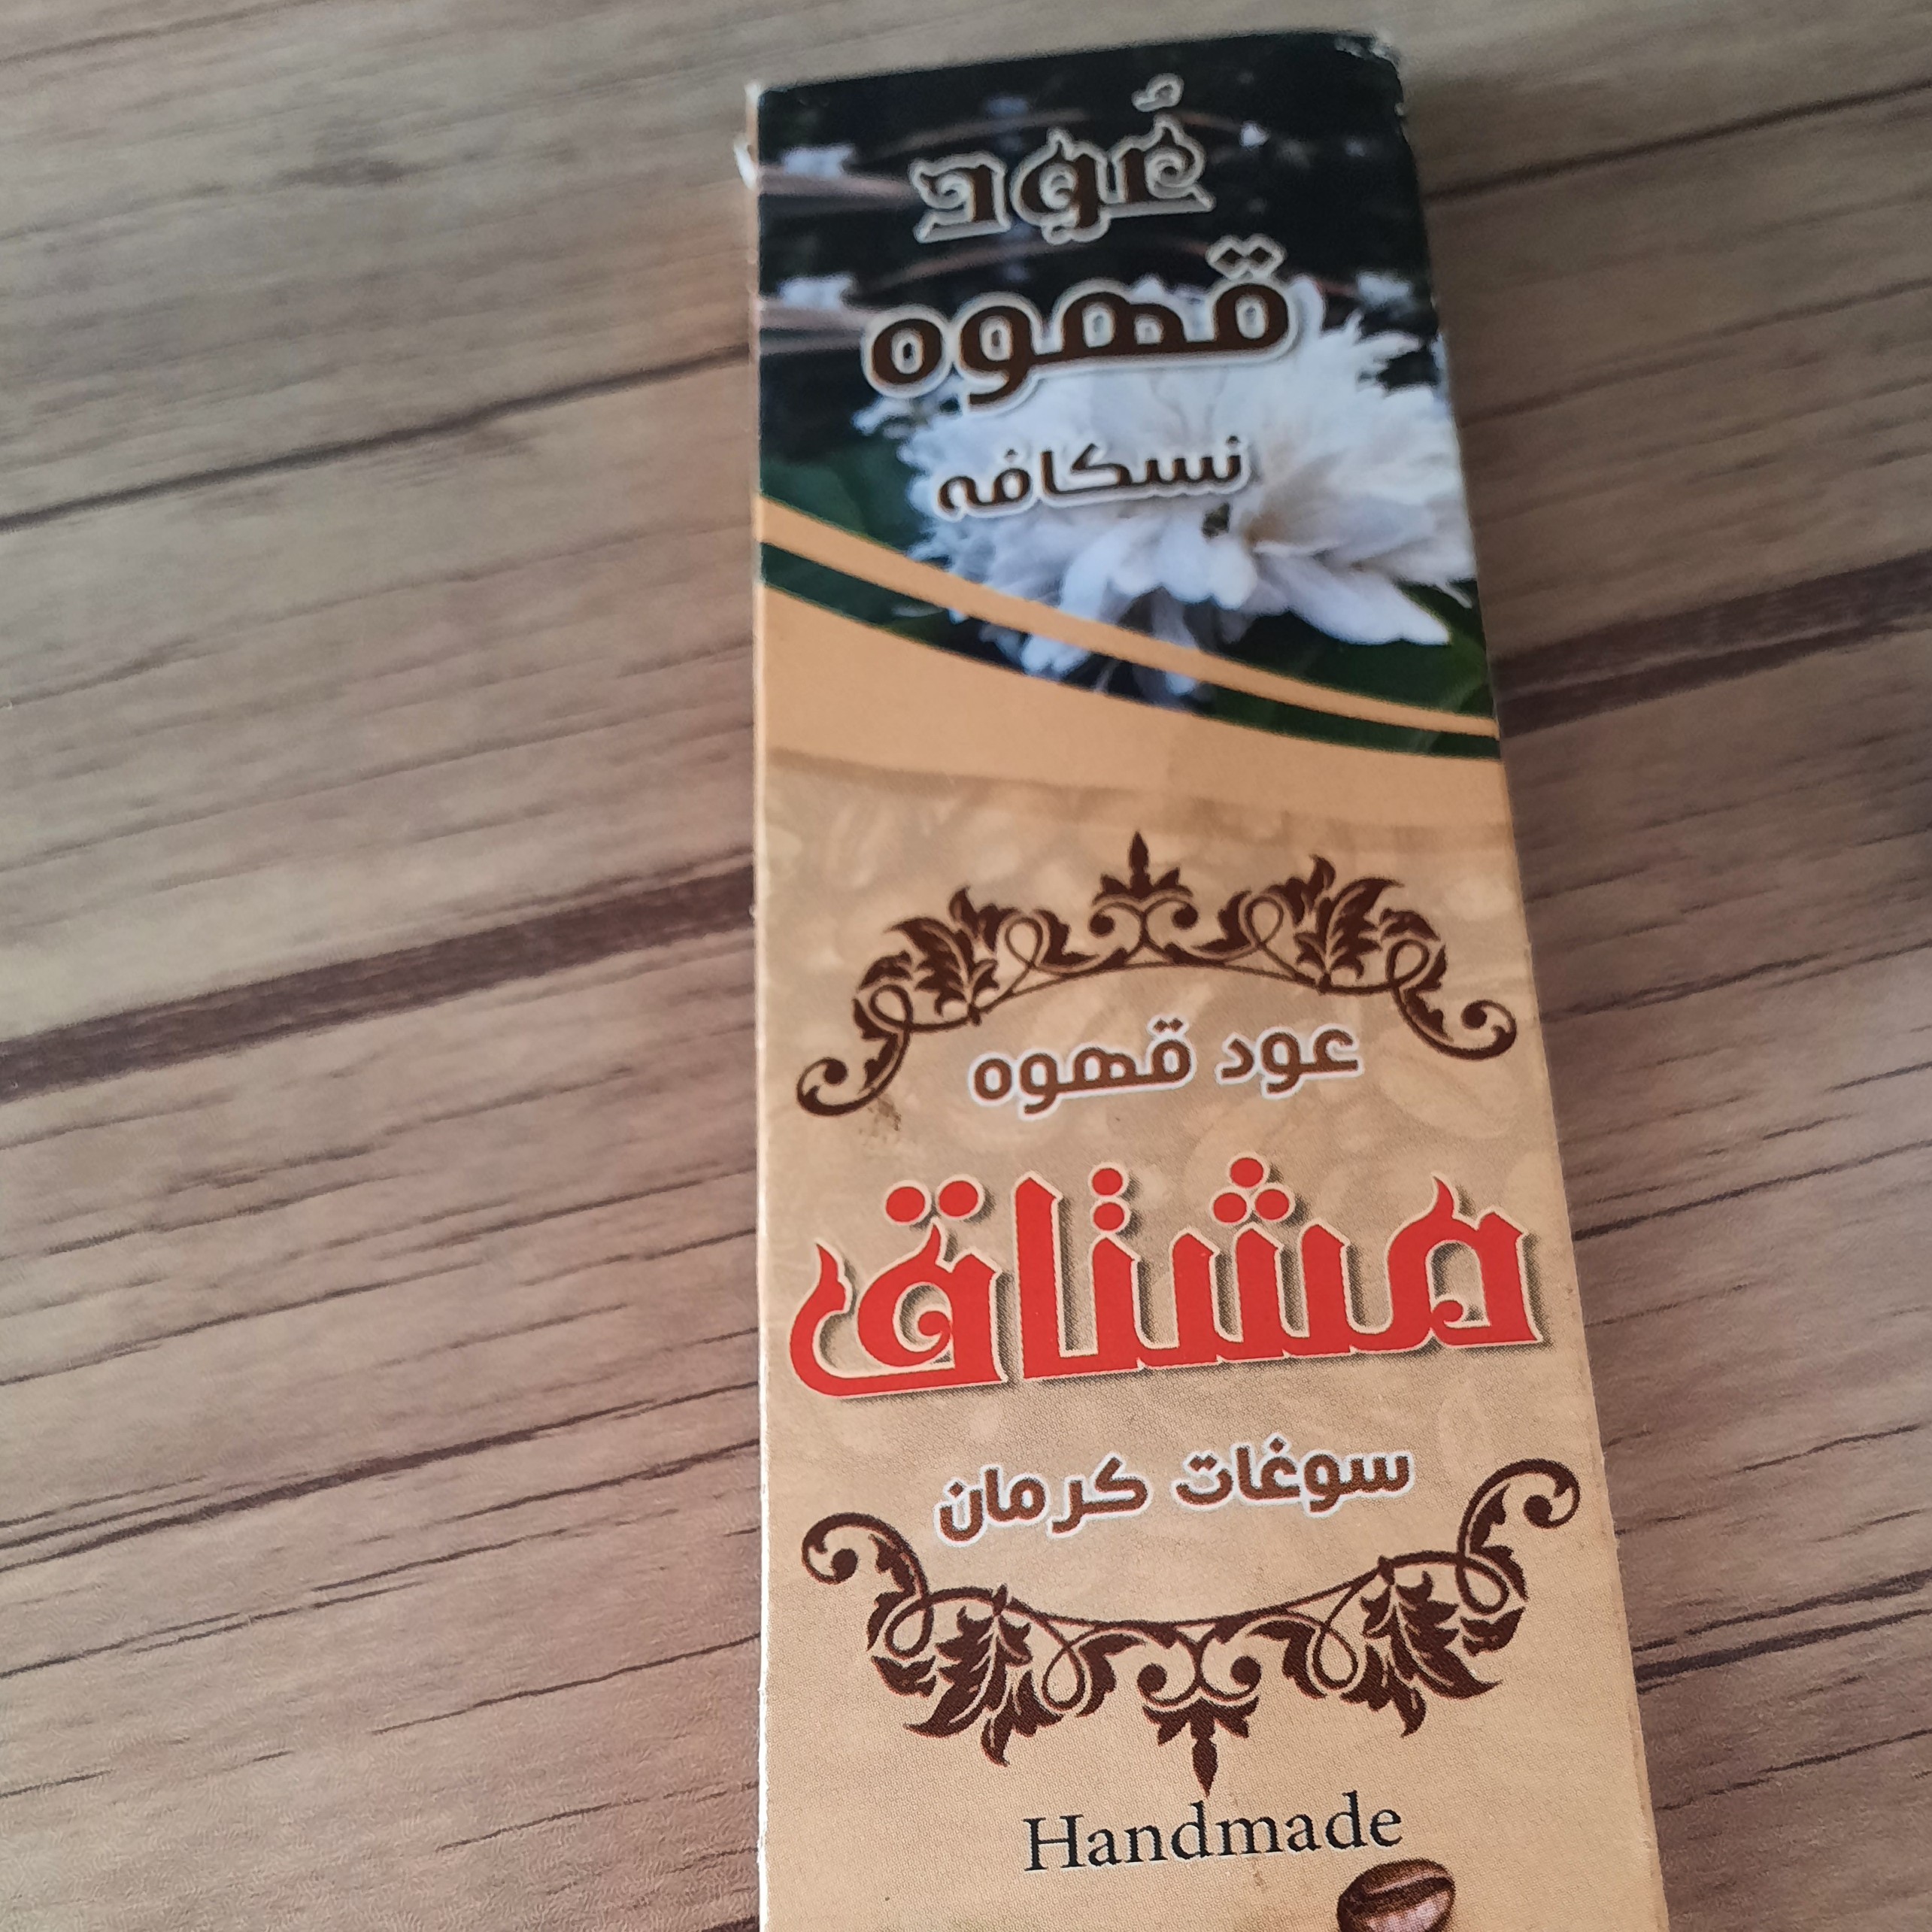 عُود
قهوه
نسکافه
عود قهوه
مشتاق
سوغات کرمان
Handmade